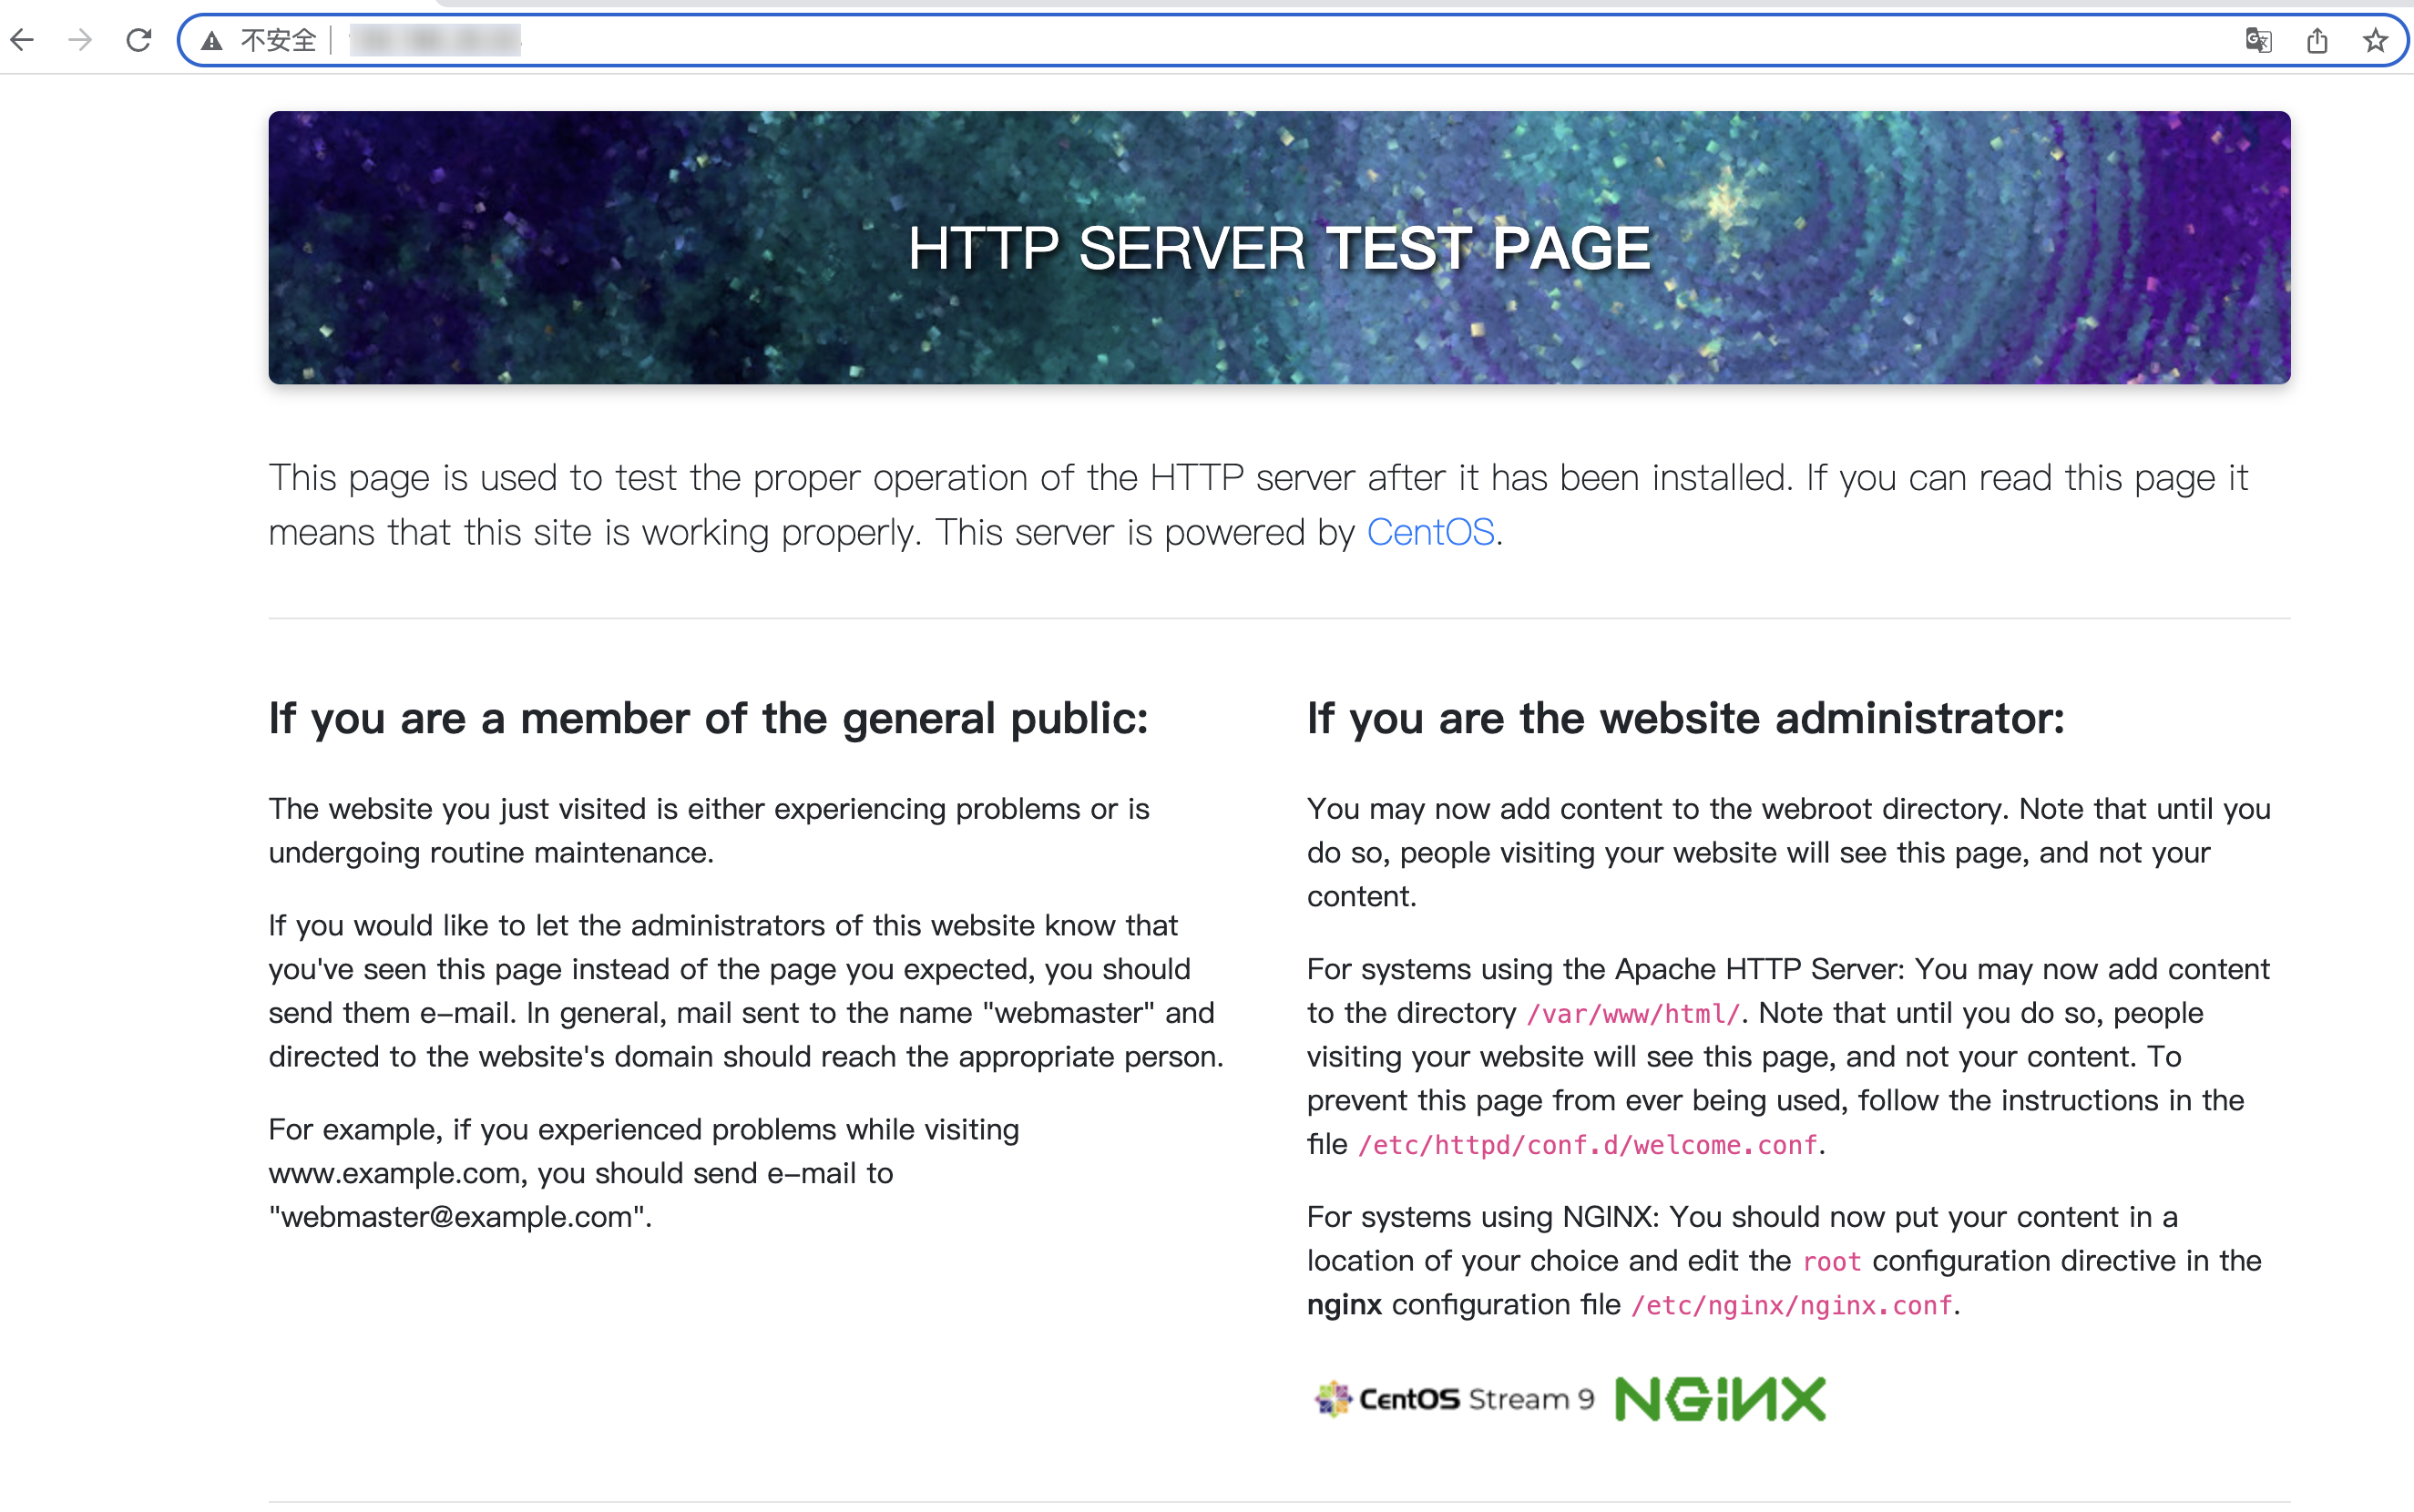 不安全
HTTP SERVER TEST PAGE
This page is used to test the proper operation of the HTTP server after it has been installed. If you can read this page it
means that this site is working properly. This server is powered by CentOS.
If you are a member of the general public:
The website you just visited is either experiencing problems or is
undergoing routine maintenance.
If you would like to let the administrators of this website know that
you've seen this page instead of the page you expected, you should
send them e-mail. In general, mail sent to the name "webmaster" and
directed to the website's domain should reach the appropriate person.
For example, if you experienced problems while visiting
www.example.com, you should send e-mail to
"webmaster@example.com".
If you are the website administrator:
You may now add content to the webroot directory. Note that until you
do so, people visiting your website will see this page, and not your
content.
For systems using the Apache HTTP Server: You may now add content
to the directory /var/www/html/. Note that until you do so, people
visiting your website will see this page, and not your content. To
prevent this page from ever being used, follow the instructions in the
file /etc/httpd/conf.d/welcome.conf.
For systems using NGINX: You should now put your content in a
location of your choice and edit the root configuration directive in the
nginx configuration file /etc/nginx/nginx.conf.
CentOS Stream 9 NGINX